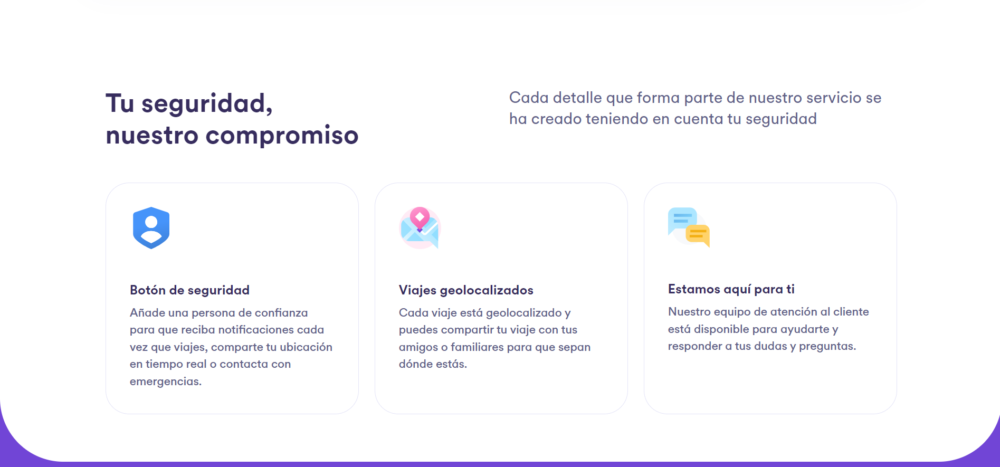 Tu seguridad,
nuestro compromiso
Cada detalle que forma parte de nuestro servicio se
ha creado teniendo en cuenta tu seguridad
Botón de seguridad
Añade una persona de confianza
para que reciba notificaciones cada
vez que viajes, comparte tu ubicación
en tiempo real o contacta con
emergencias.
Viajes geolocalizados
Cada viaje está geolocalizado y
puedes compartir tu viaje con tus
amigos o familiares para que sepan
dónde estás.
Estamos aquí para ti
Nuestro equipo de atención al cliente
está disponible para ayudarte y
responder a tus dudas y preguntas.